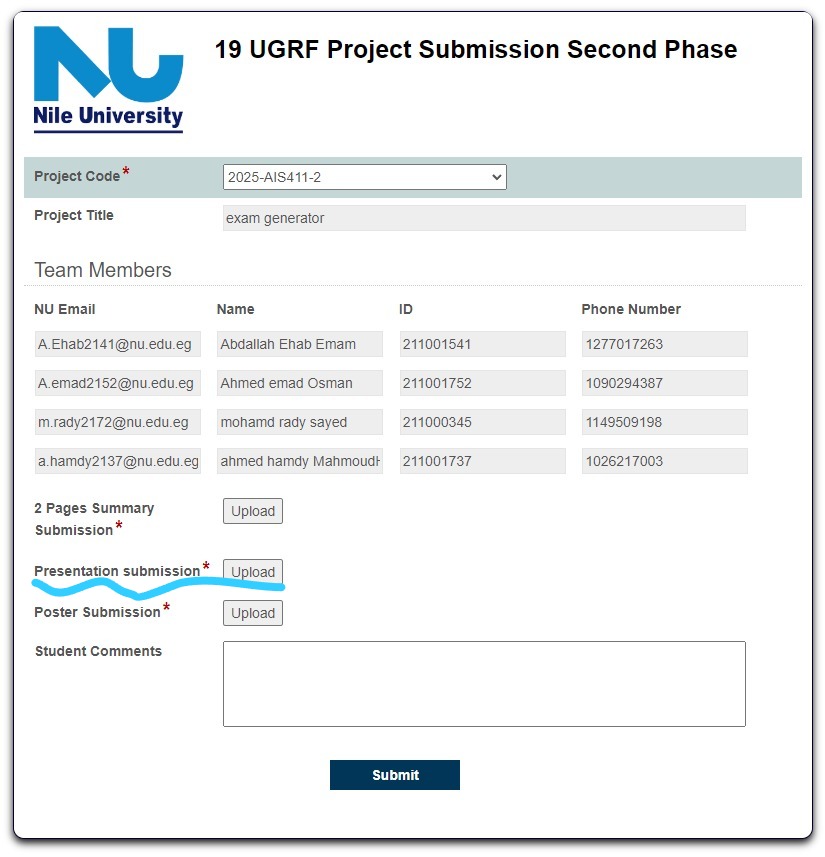 NU
Nile University
19 UGRF Project Submission Second Phase
Project Code*
2025-AIS411-2
Project Title
exam generator
Team Members
NU Email Name ID Phone Number
A.Ehab2141@nu.edu.eg Abdallah Ehab Emam 211001541 1277017263
A.emad2152@nu.edu.eg Ahmed emad Osman 211001752 1090294387
m.rady2172@nu.edu.eg mohamd rady sayed 211000345 1149509198
a.hamdy2137@nu.edu.eg ahmed hamdy Mahmoud 211001737 1026217003
2 Pages Summary
Submission*
Upload
Presentation submission* Upload
Poster Submission* Upload
Student Comments
Submit